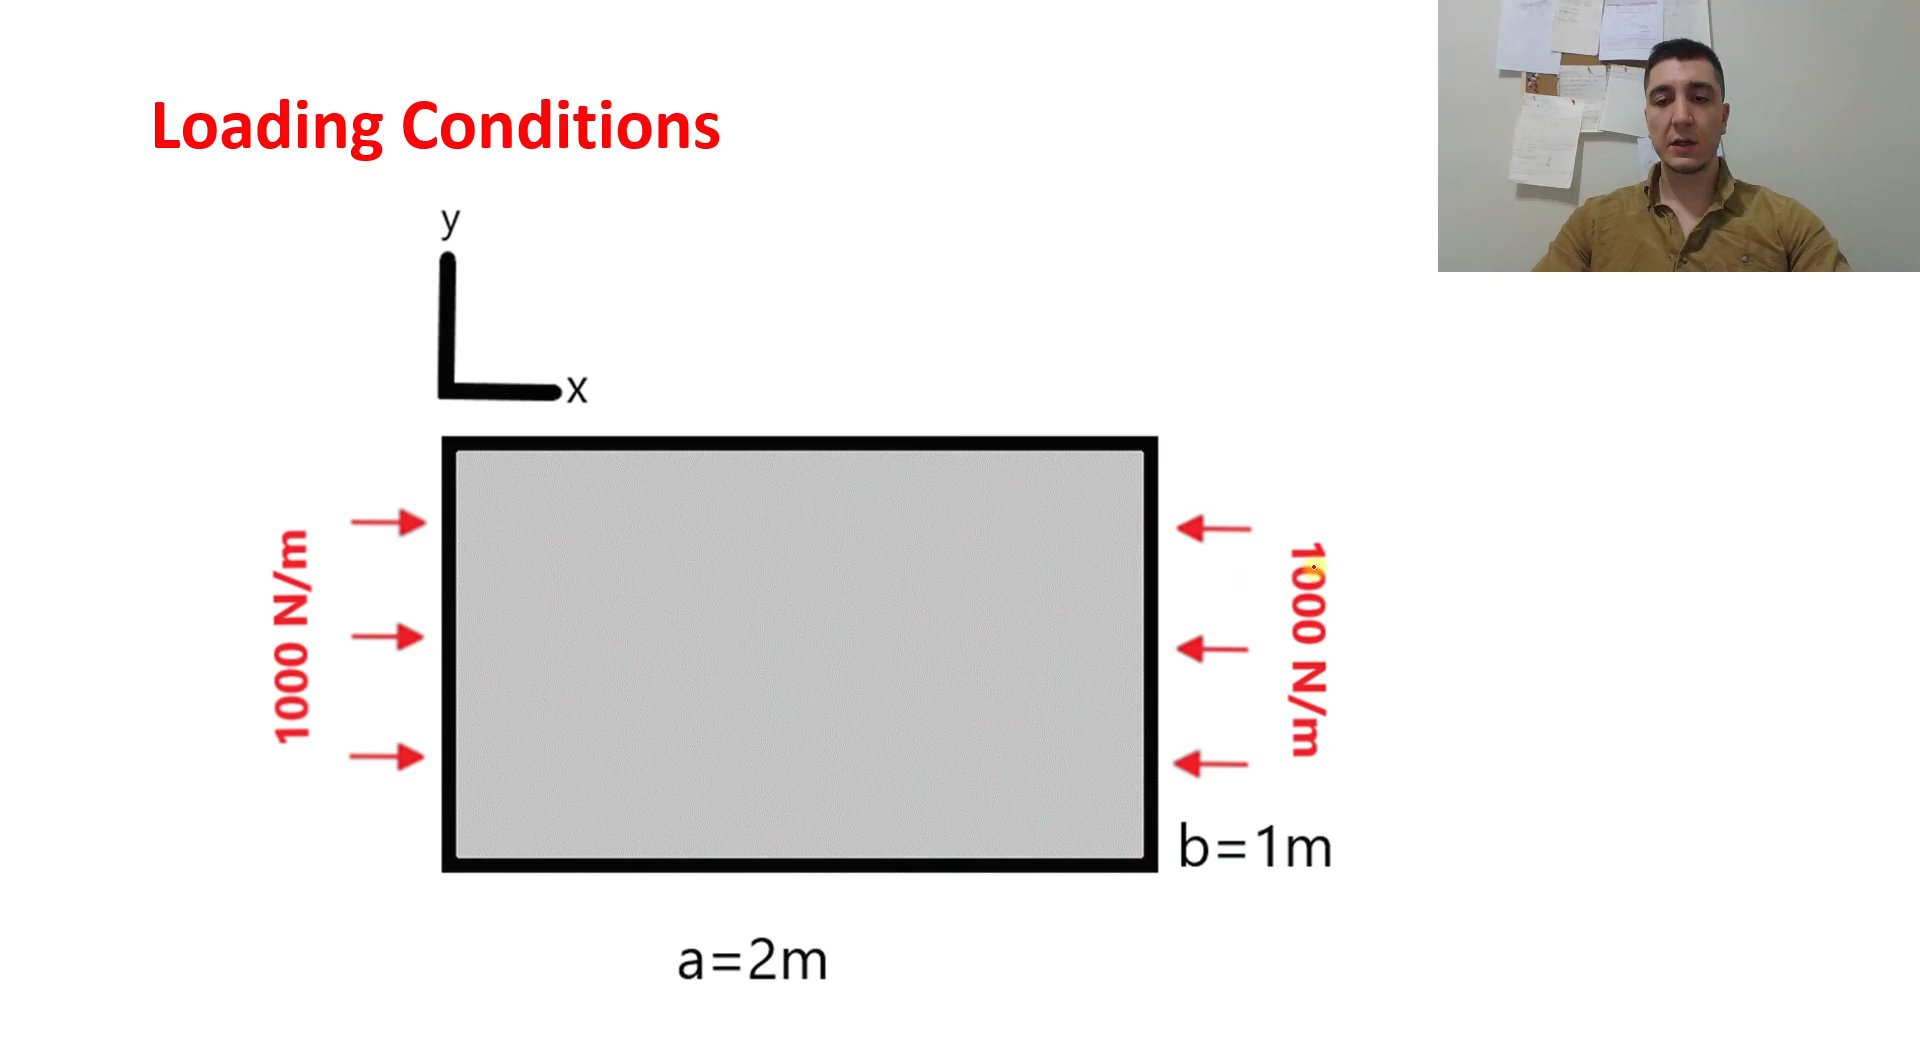 Loading Conditions
y
x
1000 N/m
1000 N/m
b=1m
a=2m